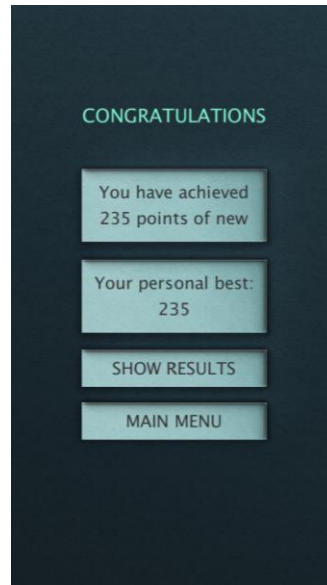 CONGRATULATIONS
You have achieved
235 points of new
Your personal best:
235
SHOW RESULTS
MAIN MENU